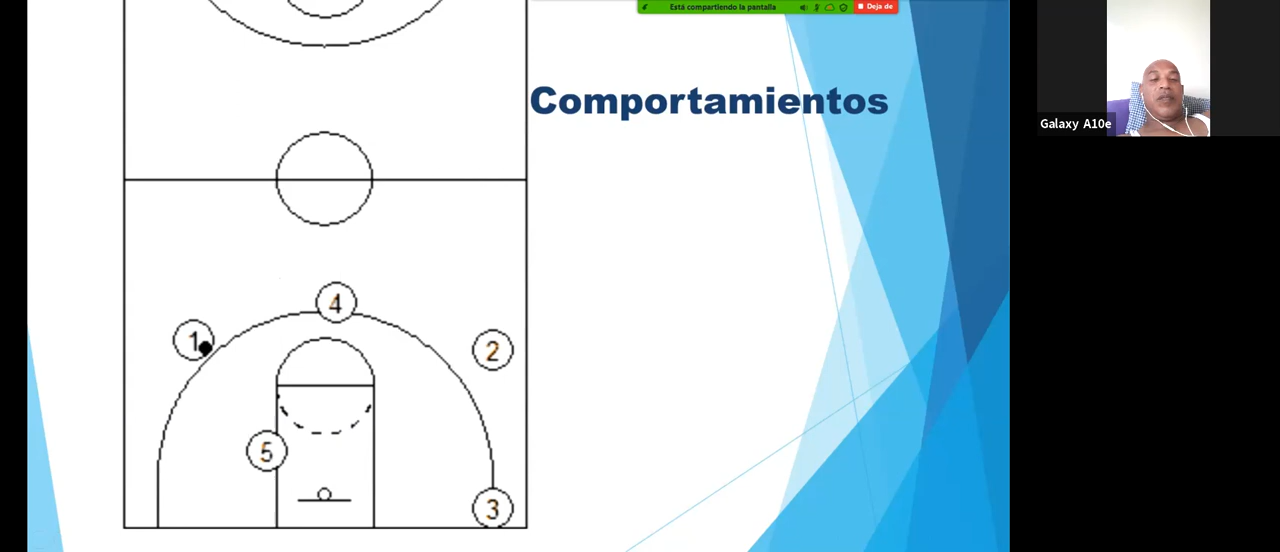 Está compartiendo la pantalla
Deja de
Comportamientos
Galaxy A10e
4
1
2
5
3